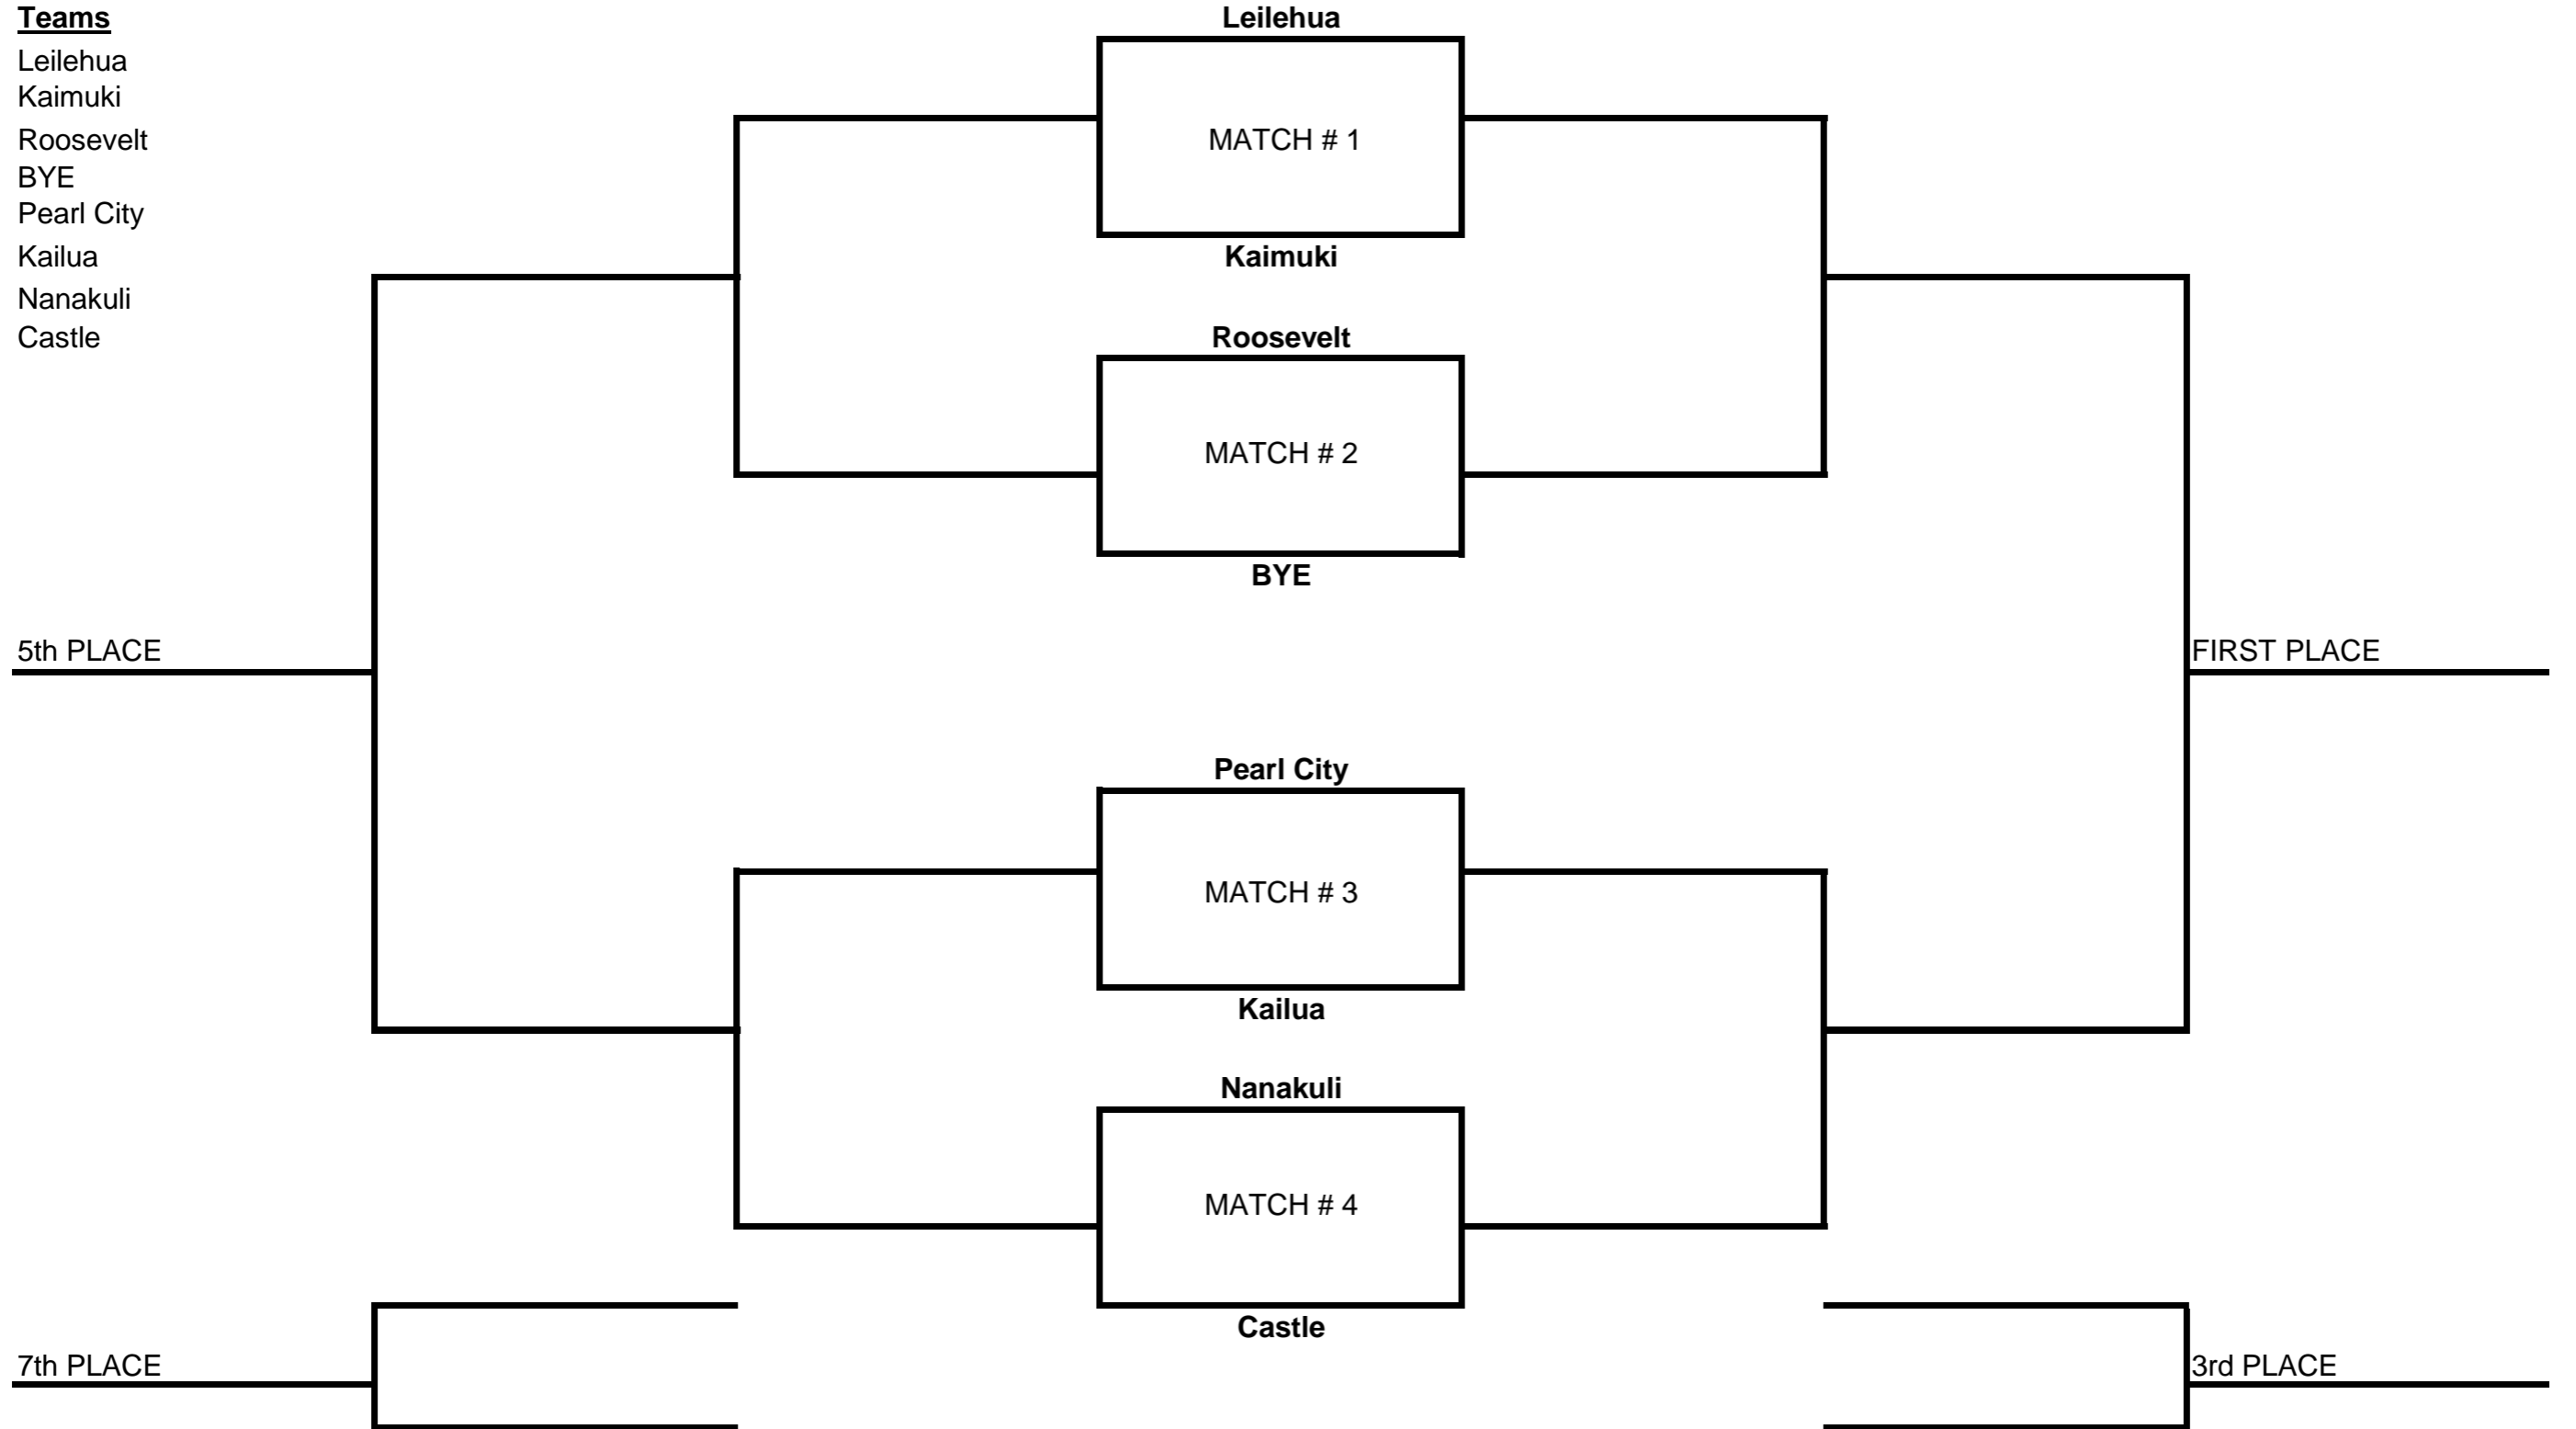 Teams
Leilehua
Kaimuki
Roosevelt
BYE
Pearl City
Kailua
Nanakuli
Castle
Leilehua
MATCH # 1
Kaimuki
Roosevelt
MATCH # 2
BYE
5th PLACE
FIRST PLACE
Pearl City
MATCH # 3
Kailua
Nanakuli
MATCH # 4
Castle
7th PLACE
3rd PLACE